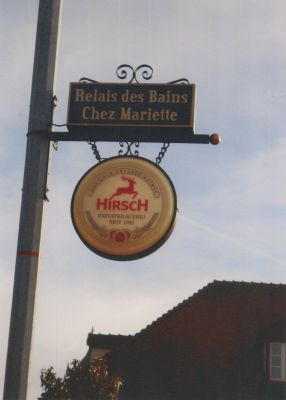 Relais des Bains
Chez Mariette
HIRSCH
PRIVATBRAUEREI
SEIT 1782